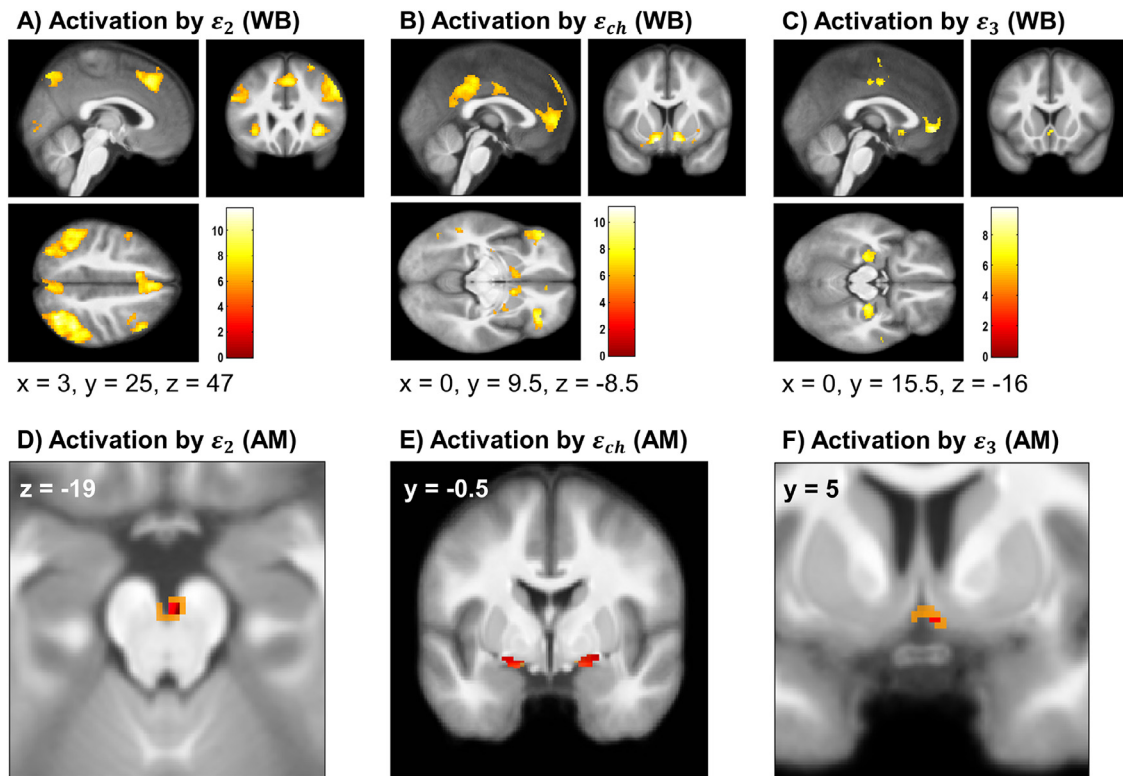 A) Activation by ε₂ (WB)
B) Activation by ε_ch (WB)
C) Activation by ε₃ (WB)
10
8
6
4
2
0
10
8
6
4
2
0
8
6
4
2
0
x = 3, y = 25, z = 47
x = 0, y = 9.5, z = -8.5
x = 0, y = 15.5, z = -16
D) Activation by ε₂ (AM)
E) Activation by ε_ch (AM)
F) Activation by ε₃ (AM)
z = -19
y = -0.5
y = 5